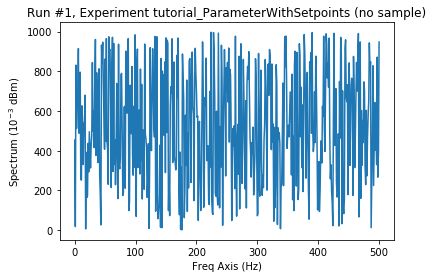 Run #1, Experiment tutorial_ParameterWithSetpoints (no sample)
1000
800
600
400
200
0
Spectrum (10⁻³ dBm)
0 100 200 300 400 500
Freq Axis (Hz)